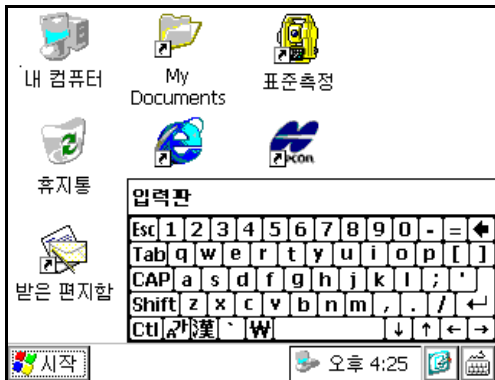 내 컴퓨터
My
Documents
표준측정
휴지통
받은 편지함
입력판
Esc 1 2 3 4 5 6 7 8 9 0 - =
Tab q w e r t y u i o p [ ]
CAP a s d f g h j k l ; '
Shift z x c v b n m , . /
Ctl 가 漢 ` ₩ ↓ ↑ ← →
시작
오후 4:25